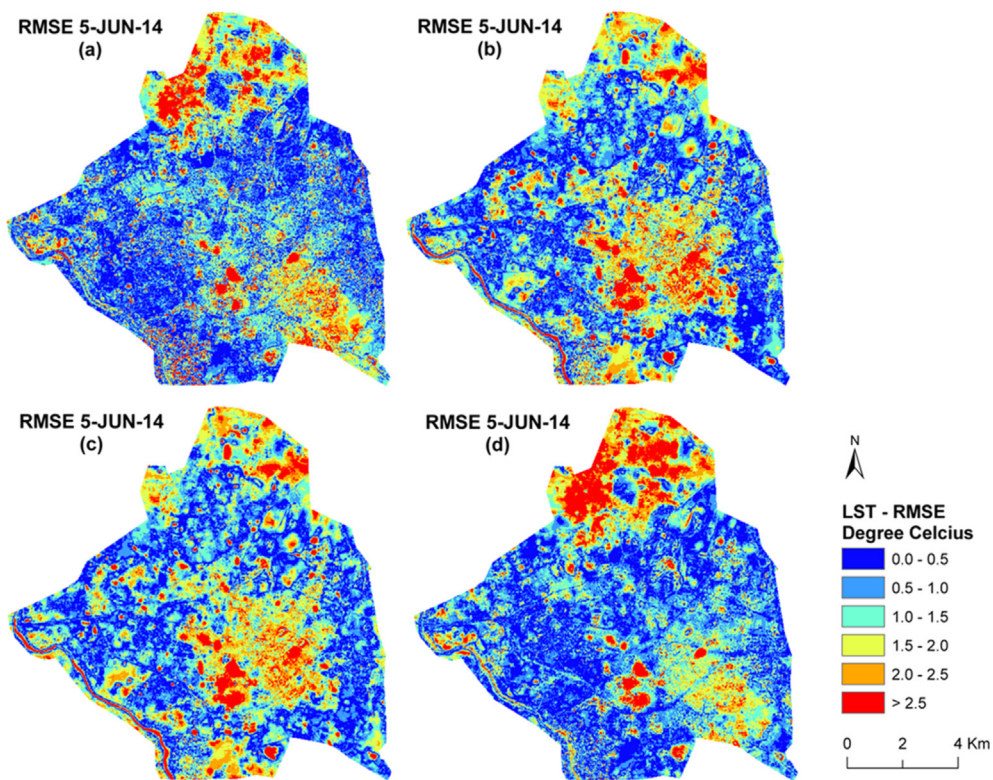 RMSE 5-JUN-14
(a)
RMSE 5-JUN-14
(b)
RMSE 5-JUN-14
(c)
RMSE 5-JUN-14
(d)
N
LST - RMSE
Degree Celcius
0.0 - 0.5
0.5 - 1.0
1.0 - 1.5
1.5 - 2.0
2.0 - 2.5
> 2.5
0 2 4 Km